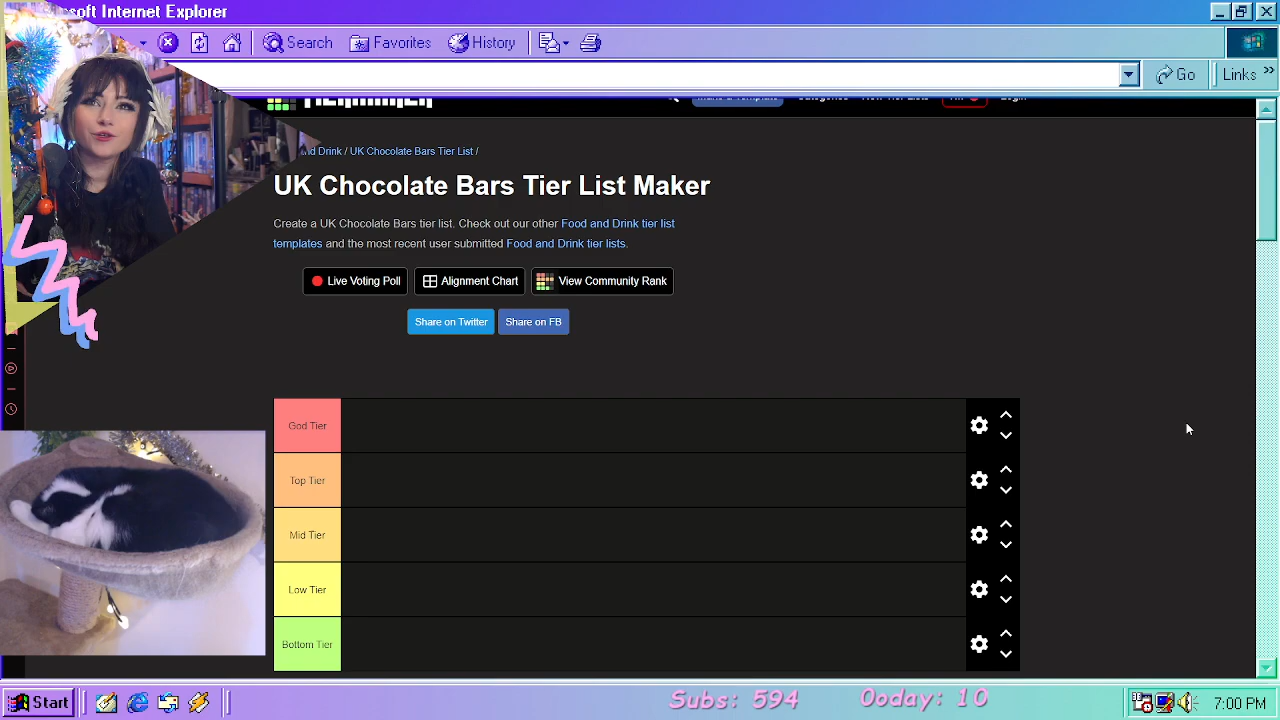 soft Internet Explorer
Search
Favorites
History
Go
Links
Login
nd Drink / UK Chocolate Bars Tier List /
UK Chocolate Bars Tier List Maker
Create a UK Chocolate Bars tier list. Check out our other Food and Drink tier list
templates and the most recent user submitted Food and Drink tier lists.
Live Voting Poll
Alignment Chart
View Community Rank
Share on Twitter
Share on FB
God Tier
Top Tier
Mid Tier
Low Tier
Bottom Tier
Start
Subs: 594
Ooday: 10
7:00 PM